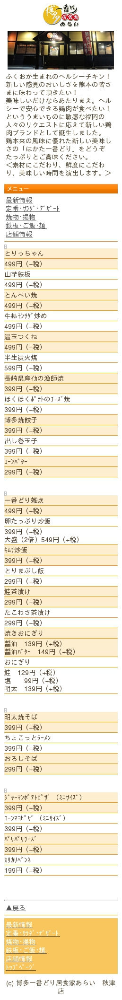 博多
一番どり
居食家
あらい
ふくおか生まれのヘルシーチキン！
新しい感覚のおいしさを熊本の皆さ
まに味わって頂きたい！
美味しいだけならあたりまえ。ヘル
シーで安心できる鶏肉が食べたい！
といううまいものに敏感な福岡の
人々のリクエストに応えて新しい鶏
肉ブランドとして誕生しました。
鶏本来の風味に優れた新しい美味し
さの「はかた一番どり」をどうぞ
たっぷりとご賞味ください。
＜素材にこだわり、鮮度にこだわ
り、美味しい時間を演出します。＞
メニュー
最新情報
定番･ｻﾗﾀﾞ･ﾃﾞｻﾞｰﾄ
焼物･揚物
鉄板･ご飯･麺
店舗情報
とりっちゃん
499円（+税）
山芋鉄板
499円（+税）
とんぺい焼
499円（+税）
牛ﾎﾙﾓﾝﾁｹﾞ炒め
499円（+税）
温玉つくね
499円（+税）
半生炭火焼
599円（+税）
長崎県産ｲｶの漁師焼
399円（+税）
ほくほくﾎﾟﾃﾄのﾁｰｽﾞ焼
399円（+税）
博多焼餃子
399円（+税）
出し巻玉子
399円（+税）
ｺｰﾝﾊﾞﾀｰ
299円（+税）
一番どり雑炊
499円（+税）
卵たっぷり炒飯
399円（+税）
大盛（2倍）549円（+税）
ｷﾑﾁ炒飯
399円（+税）
とりまぶし飯
299円（+税）
鮭茶漬け
299円（+税）
たこわさ茶漬け
299円（+税）
焼きおにぎり
醤油　139円（+税）
醤油ﾊﾞﾀｰ　149円（+税）
おにぎり
鮭　129円（+税）
塩　　99円（+税）
明太　139円（+税）
明太焼そば
399円（+税）
ちょこっとﾗｰﾒﾝ
399円（+税）
おろしそば
299円（+税）
ｼﾞｬｰﾏﾝﾎﾟﾃﾄﾋﾟｻﾞ（ﾐﾆｻｲｽﾞ）
399円（+税）
ｺｰﾝﾏﾖﾋﾟｻﾞ（ﾐﾆｻｲｽﾞ）
399円（+税）
ﾊﾟﾘﾊﾟﾘﾁｰｽﾞ
399円（+税）
ｶﾘｶﾘﾍﾟﾝﾈ
199円（+税）
▲戻る
最新情報
定番･ｻﾗﾀﾞ･ﾃﾞｻﾞｰﾄ
焼物･揚物
鉄板･ご飯･麺
店舗情報
ﾄｯﾌﾟﾍﾟｰｼﾞ
(c) 博多一番どり居食家あらい　秋津
店